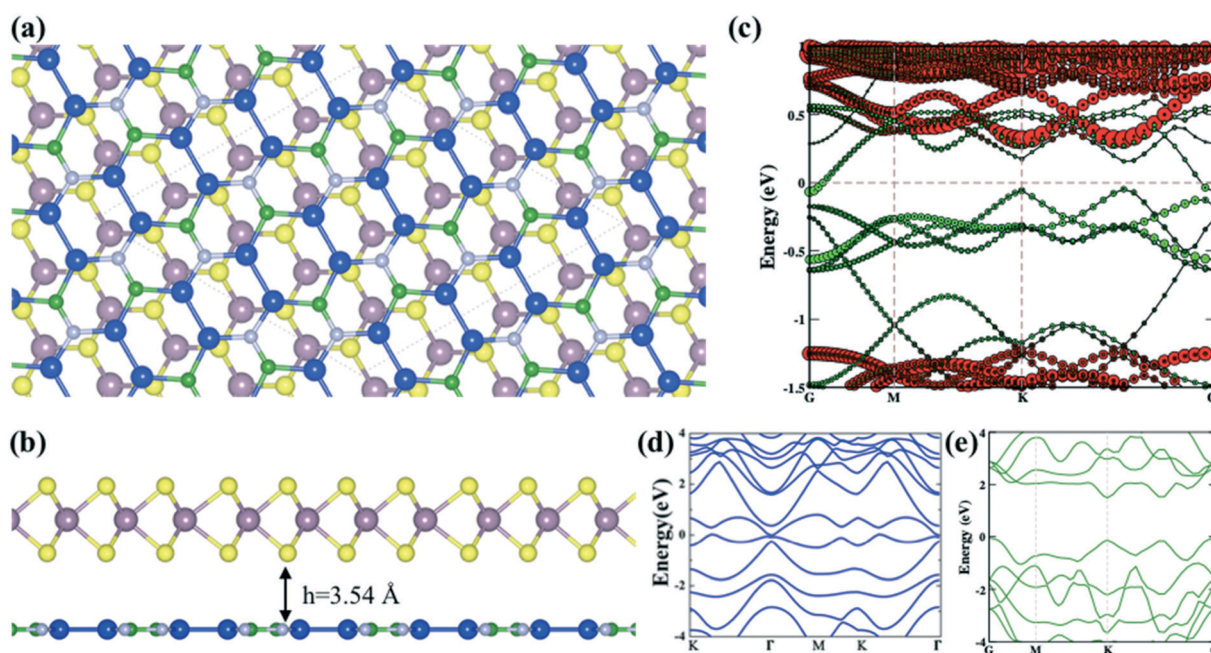 (a)
(c)
0.5
0
-0.5
-1
-1.5
Energy (eV)
G
M
K
(b)
h=3.54 Å
(d)
4
2
0
-2
-4
Energy(eV)
K
Γ
M
K
Γ
(e)
4
2
0
-2
-4
Energy (eV)
G
M
K